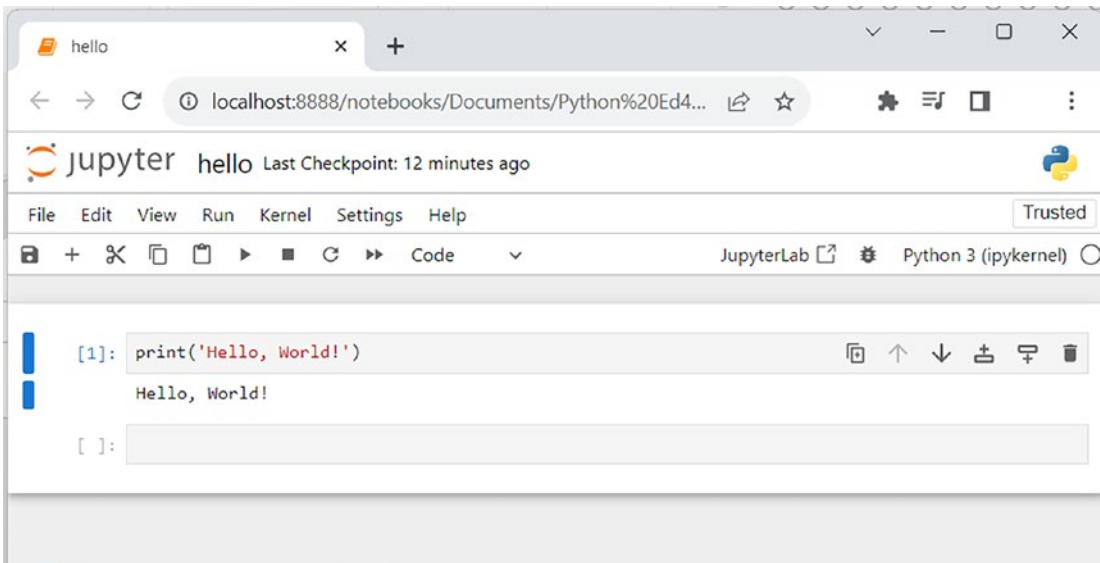 hello
localhost:8888/notebooks/Documents/Python%20Ed4...
jupyter hello Last Checkpoint: 12 minutes ago
File Edit View Run Kernel Settings Help Trusted
Code JupyterLab Python 3 (ipykernel)
[1]: print('Hello, World!')
Hello, World!
[ ]: